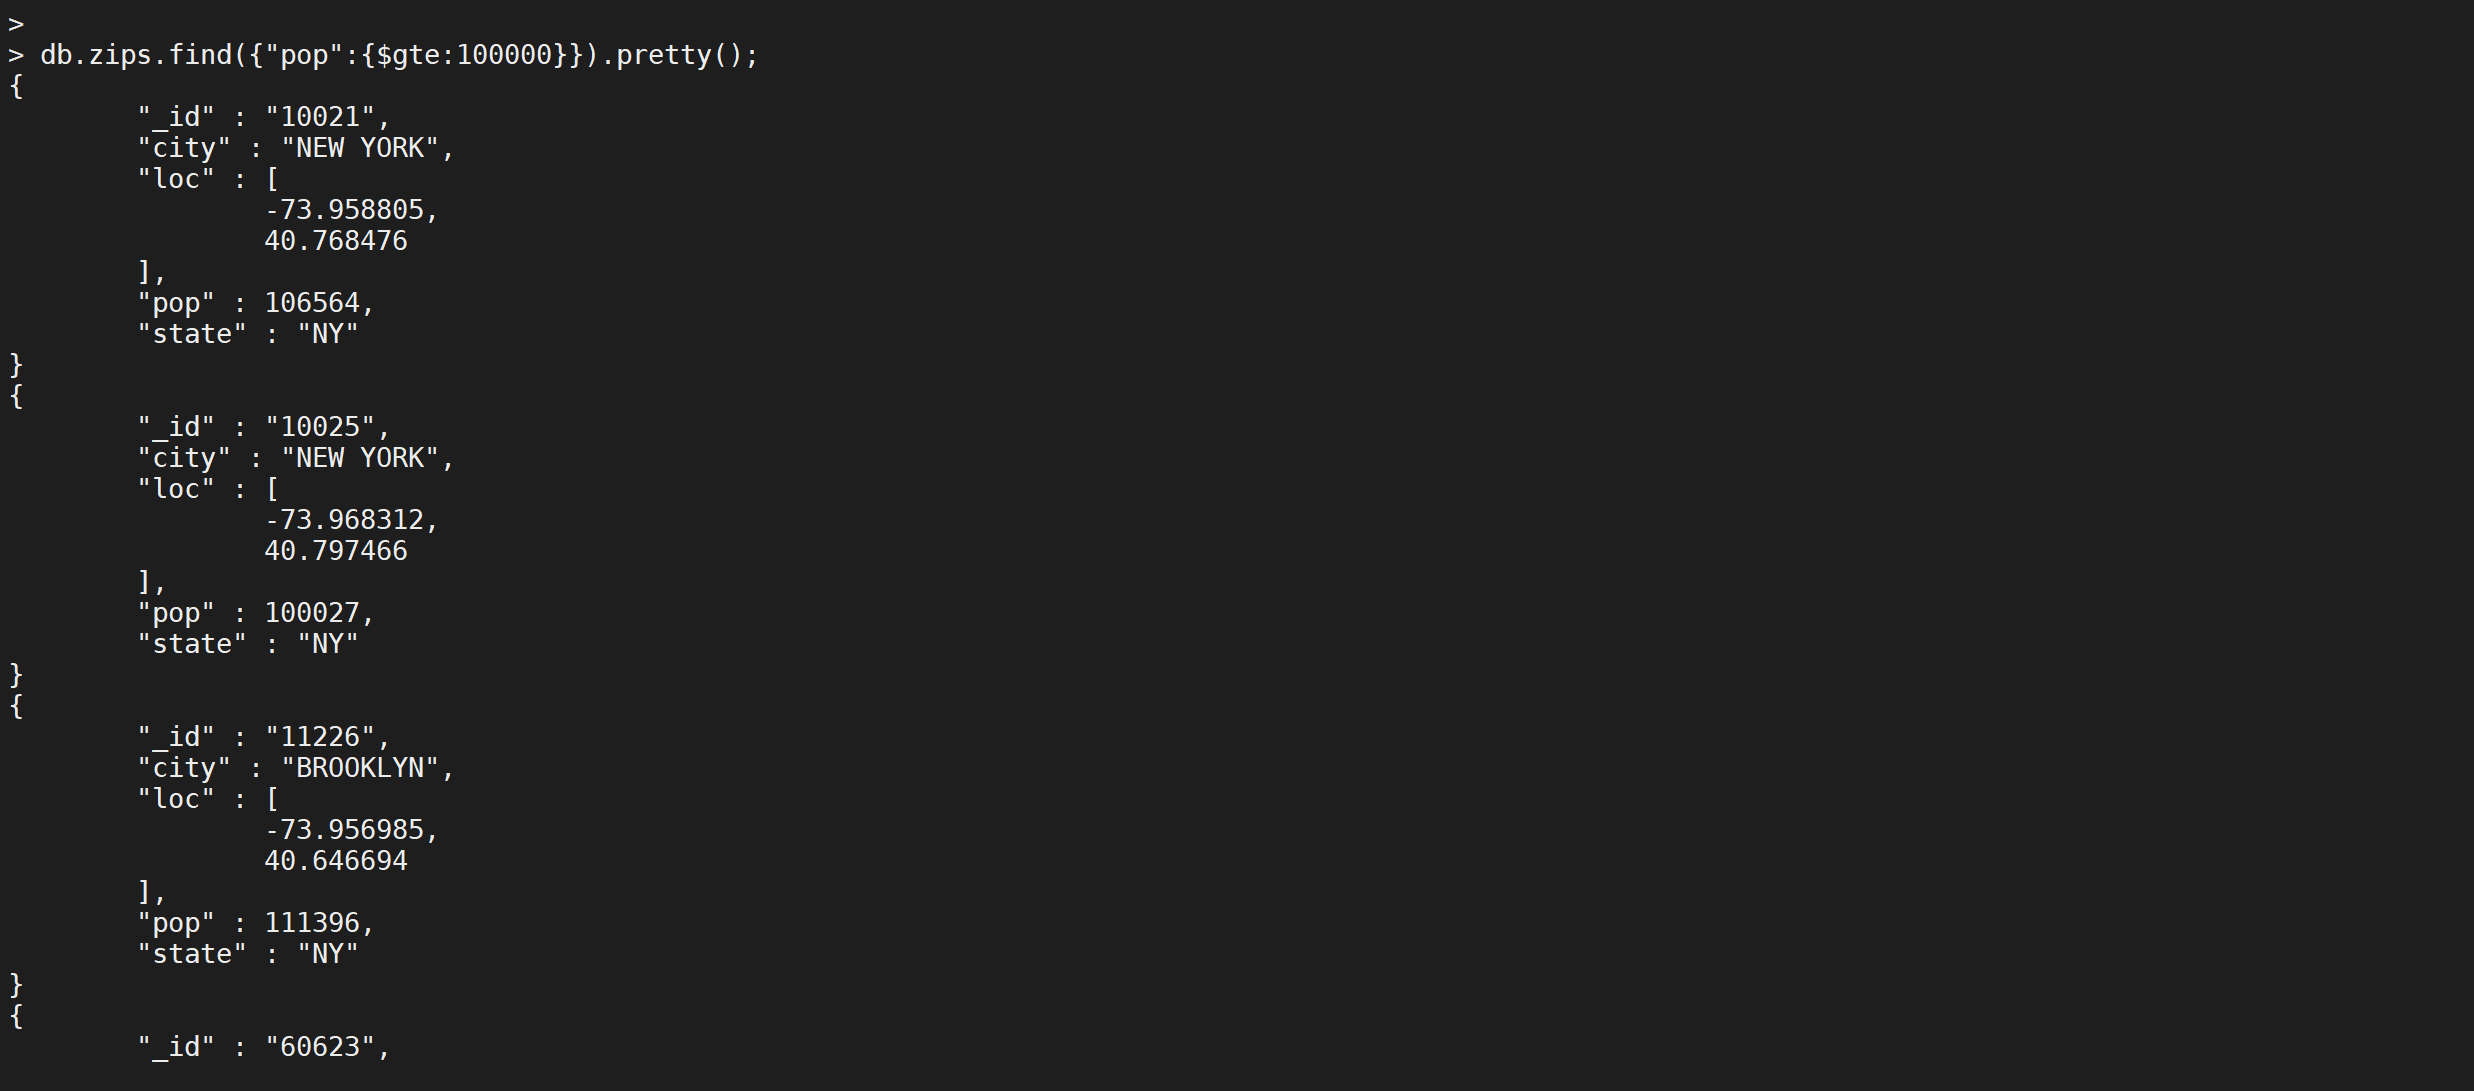 >
> db.zips.find({"pop":{$gte:100000}}).pretty();
{
        "_id" : "10021",
        "city" : "NEW YORK",
        "loc" : [
                -73.958805,
                40.768476
        ],
        "pop" : 106564,
        "state" : "NY"
}
{
        "_id" : "10025",
        "city" : "NEW YORK",
        "loc" : [
                -73.968312,
                40.797466
        ],
        "pop" : 100027,
        "state" : "NY"
}
{
        "_id" : "11226",
        "city" : "BROOKLYN",
        "loc" : [
                -73.956985,
                40.646694
        ],
        "pop" : 111396,
        "state" : "NY"
}
{
        "_id" : "60623",